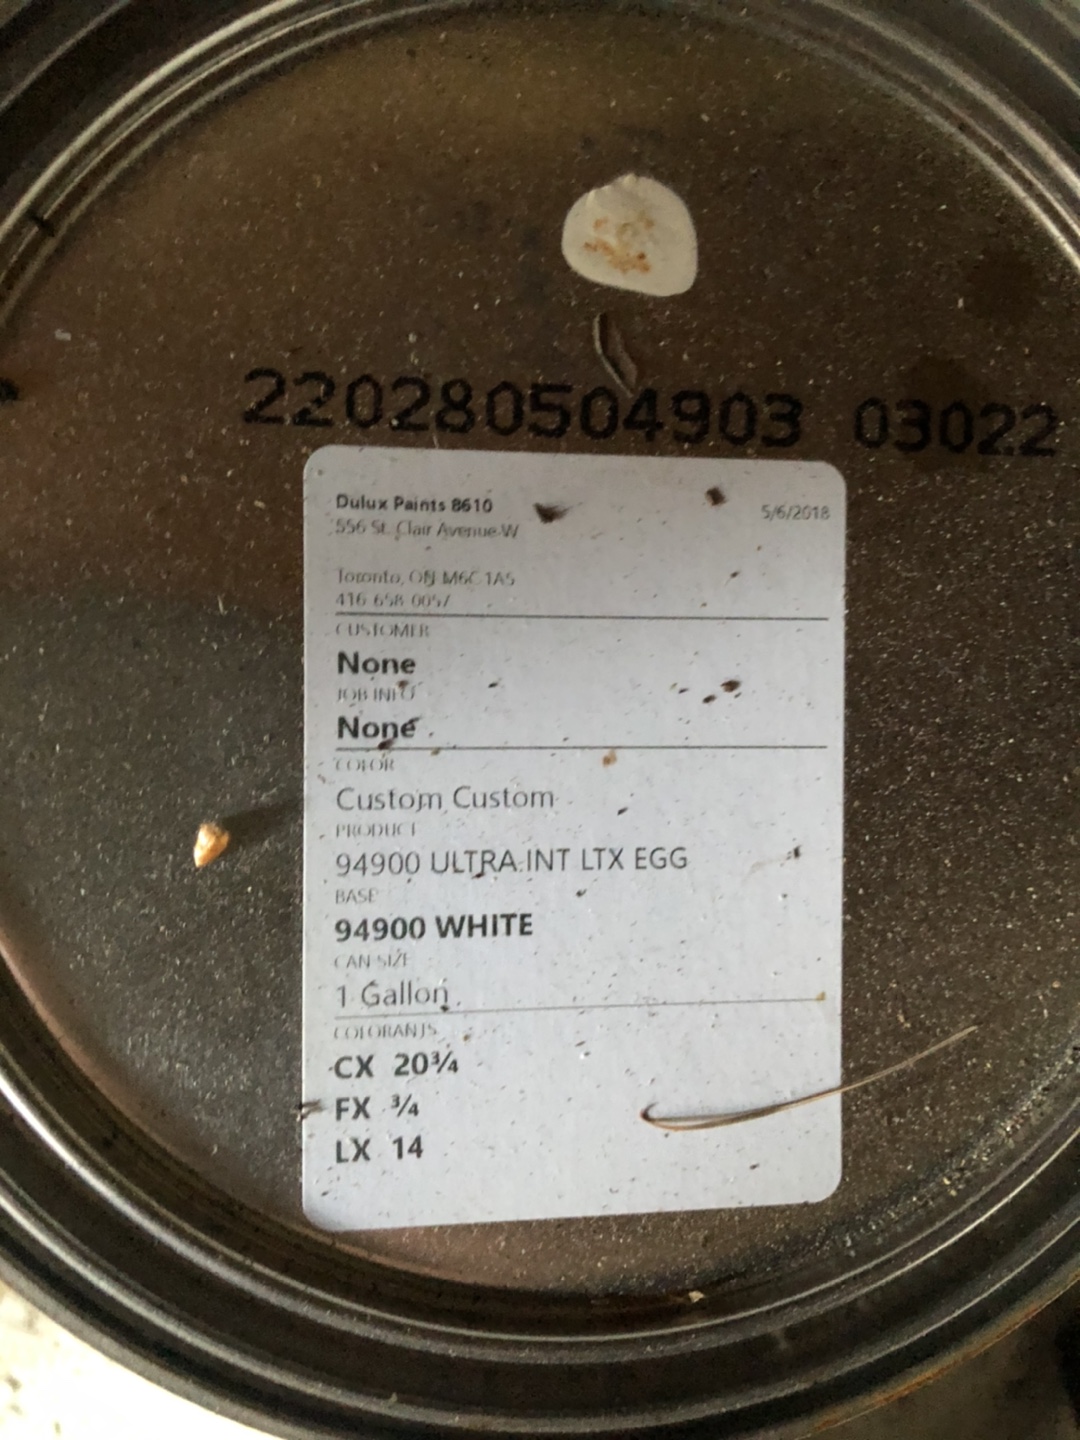 220280504903 03022
Dulux Paints 8610
5/6/2018
556 St. Clair Avenue W
Toronto, ON M6C 1A5
416 658 0057
CUSTOMER
None
JOB INFO
None
COLOR
Custom Custom
PRODUCT
94900 ULTRA INT LTX EGG
BASE
94900 WHITE
CAN SIZE
1 Gallon
COLORANTS
CX 20¾
FX ¾
LX 14